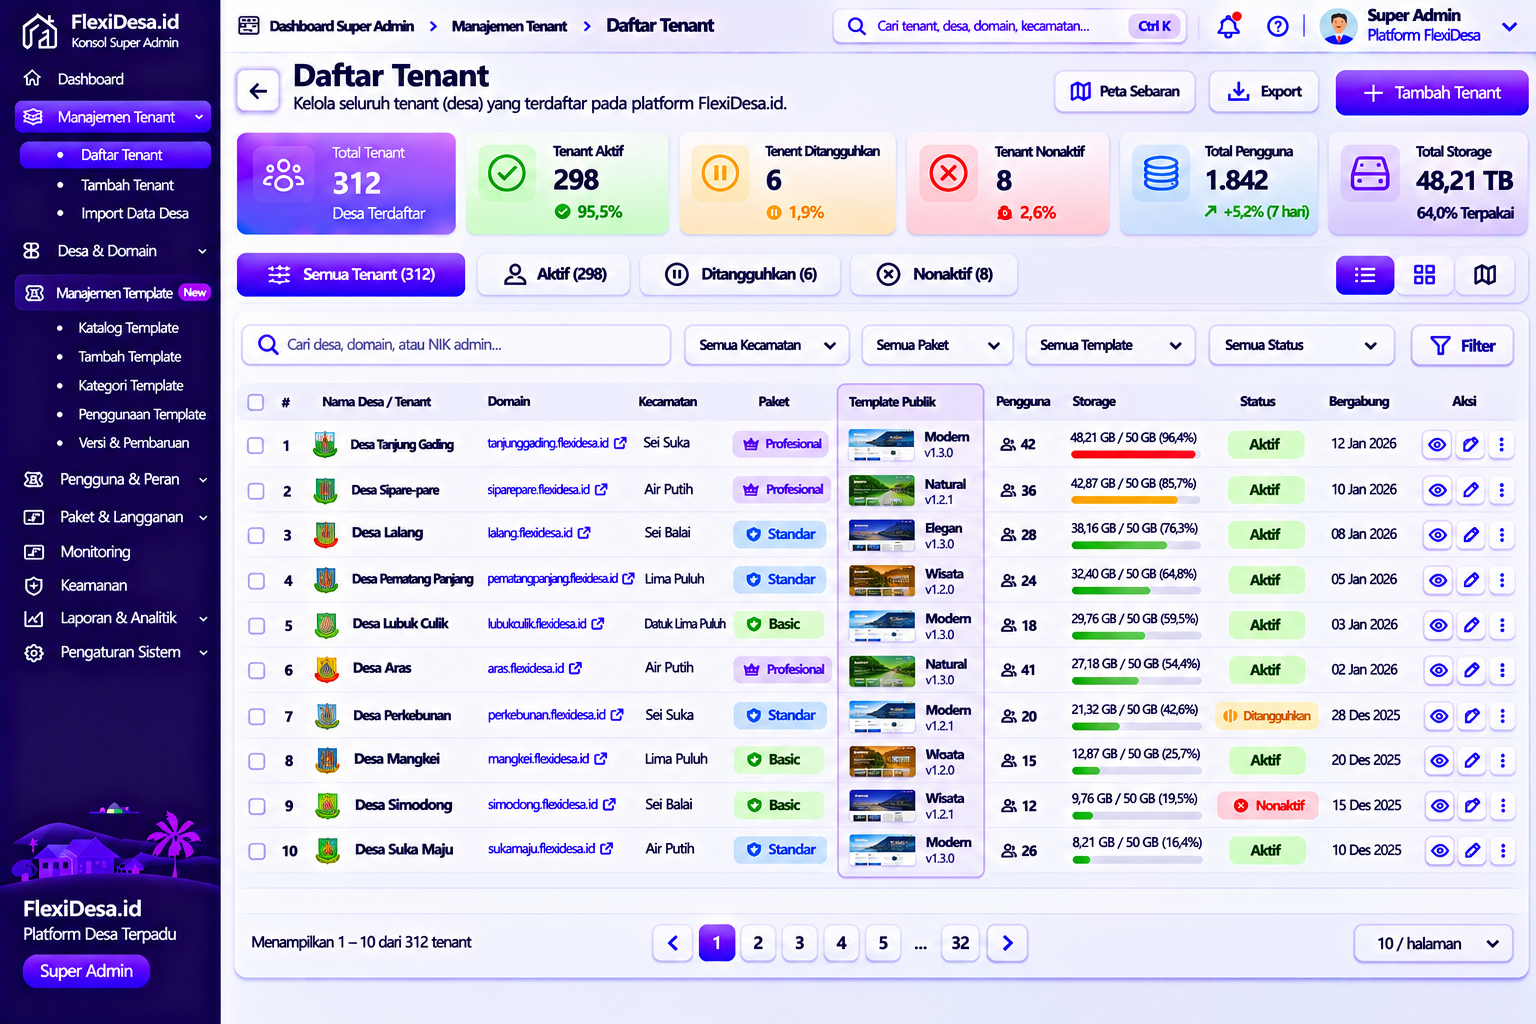 FlexiDesa.id
Konsol Super Admin
Dashboard
Manajemen Tenant
• Daftar Tenant
• Tambah Tenant
• Import Data Desa
Desa & Domain
Manajemen Template New
• Katalog Template
• Tambah Template
• Kategori Template
• Penggunaan Template
• Versi & Pembaruan
Pengguna & Peran
Paket & Langganan
Monitoring
Keamanan
Laporan & Analitik
Pengaturan Sistem
FlexiDesa.id
Platform Desa Terpadu
Super Admin
Dashboard Super Admin > Manajemen Tenant > Daftar Tenant
Cari tenant, desa, domain, kecamatan... Ctrl K
Super Admin
Platform FlexiDesa
Daftar Tenant
Kelola seluruh tenant (desa) yang terdaftar pada platform FlexiDesa.id.
Peta Sebaran
Export
+ Tambah Tenant
Total Tenant
312
Desa Terdaftar
Tenant Aktif
298
95,5%
Tenent Ditangguhkan
6
1,9%
Tenant Nonaktif
8
2,6%
Total Pengguna
1.842
+5,2% (7 hari)
Total Storage
48,21 TB
64,0% Terpakai
Semua Tenant (312)
Aktif (298)
Ditangguhkan (6)
Nonaktif (8)
Cari desa, domain, atau NIK admin...
Semua Kecamatan
Semua Paket
Semua Template
Semua Status
Filter
# Nama Desa / Tenant Domain Kecamatan Paket Template Publik Pengguna Storage Status Bergabung Aksi
1 Desa Tanjung Gading tanjunggading.flexidesa.id Sei Suka Profesional Modern v1.3.0 42 48,21 GB / 50 GB (96,4%) Aktif 12 Jan 2026
2 Desa Sipare-pare siparepare.flexidesa.id Air Putih Profesional Natural v1.2.1 36 42,87 GB / 50 GB (85,7%) Aktif 10 Jan 2026
3 Desa Lalang lalang.flexidesa.id Sei Balai Standar Elegan v1.3.0 28 38,16 GB / 50 GB (76,3%) Aktif 08 Jan 2026
4 Desa Pematang Panjang pematangpanjang.flexidesa.id Lima Puluh Standar Wisata v1.2.0 24 32,40 GB / 50 GB (64,8%) Aktif 05 Jan 2026
5 Desa Lubuk Culik lubukculik.flexidesa.id Datuk Lima Puluh Basic Modern v1.3.0 18 29,76 GB / 50 GB (59,5%) Aktif 03 Jan 2026
6 Desa Aras aras.flexidesa.id Air Putih Profesional Natural v1.3.0 41 27,18 GB / 50 GB (54,4%) Aktif 02 Jan 2026
7 Desa Perkebunan perkebunan.flexidesa.id Sei Suka Standar Modern v1.2.1 20 21,32 GB / 50 GB (42,6%) Ditangguhkan 28 Des 2025
8 Desa Mangkei mangkei.flexidesa.id Lima Puluh Basic Wısata v1.2.0 15 12,87 GB / 50 GB (25,7%) Aktif 20 Des 2025
9 Desa Simodong simodong.flexidesa.id Sei Balai Basic Wisata v1.2.1 12 9,76 GB / 50 GB (19,5%) Nonaktif 15 Des 2025
10 Desa Suka Maju sukamaju.flexidesa.id Air Putih Standar Modern v1.3.0 26 8,21 GB / 50 GB (16,4%) Aktif 10 Des 2025
Menampilkan 1 – 10 dari 312 tenant
< 1 2 3 4 5 ... 32 >
10 / halaman